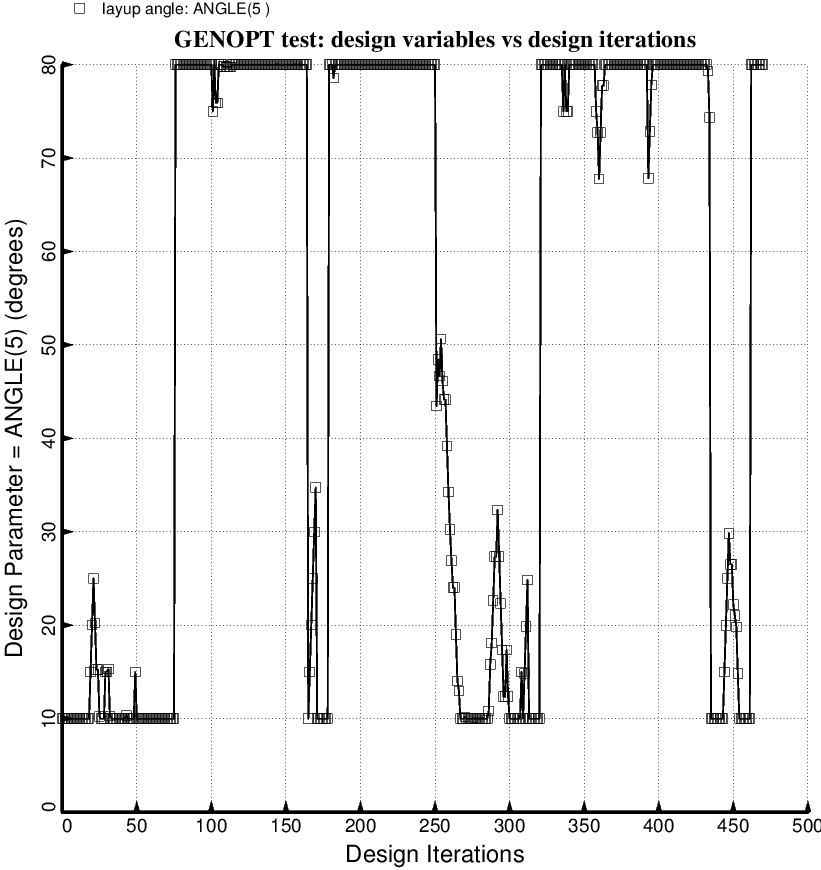 layup angle: ANGLE(5 )
GENOPT test: design variables vs design iterations
Design Parameter = ANGLE(5) (degrees)
80
70
60
50
40
30
20
10
0
0 50 100 150 200 250 300 350 400 450 500
Design Iterations